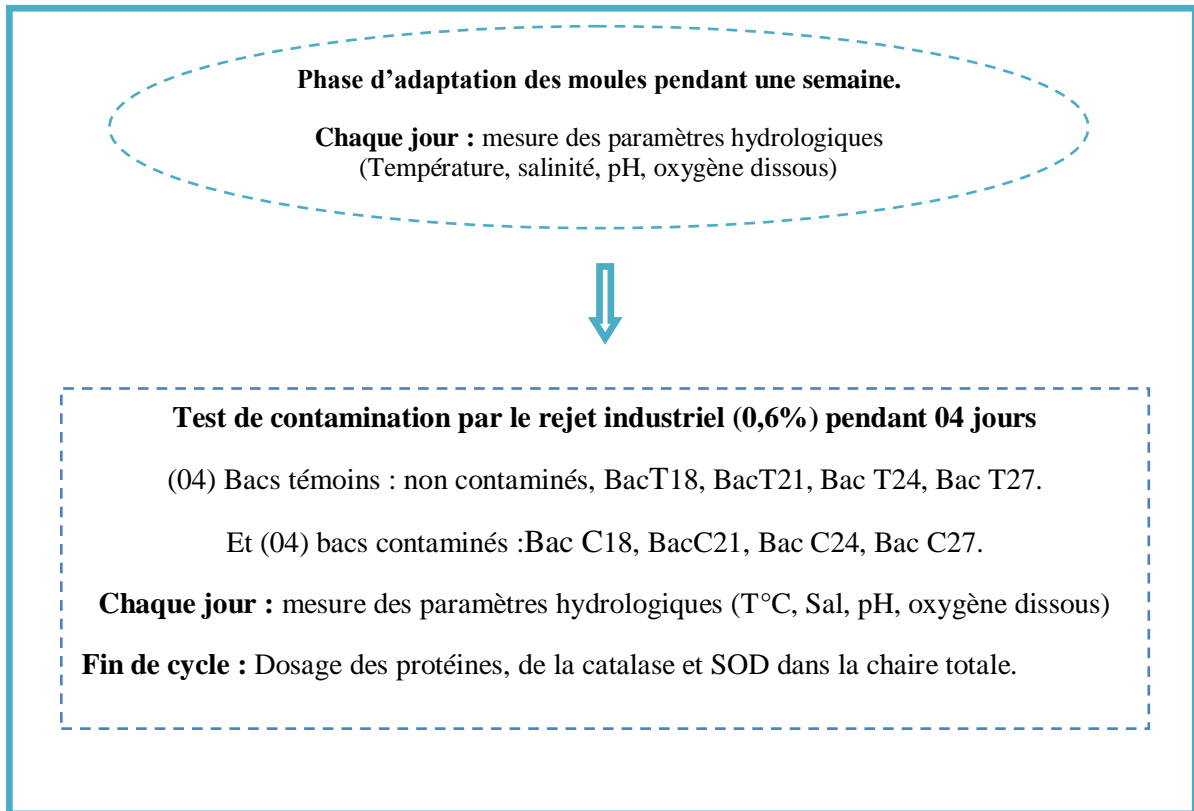 Phase d’adaptation des moules pendant une semaine.
Chaque jour : mesure des paramètres hydrologiques
(Température, salinité, pH, oxygène dissous)
Test de contamination par le rejet industriel (0,6%) pendant 04 jours
(04) Bacs témoins : non contaminés, BacT18, BacT21, Bac T24, Bac T27.
Et (04) bacs contaminés :Bac C18, BacC21, Bac C24, Bac C27.
Chaque jour : mesure des paramètres hydrologiques (T°C, Sal, pH, oxygène dissous)
Fin de cycle : Dosage des protéines, de la catalase et SOD dans la chaire totale.